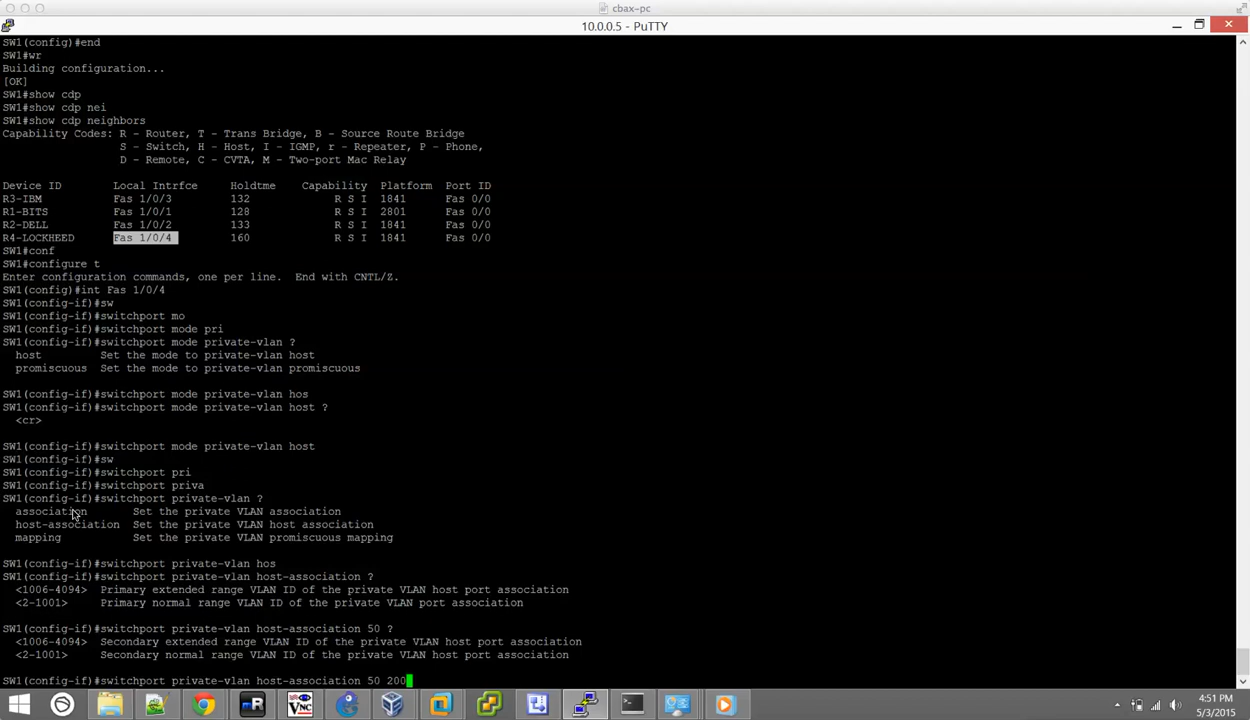 cbax-pc
10.0.0.5 - PuTTY
SW1(config)#end
SW1#wr
Building configuration...
[OK]
SW1#show cdp
SW1#show cdp nei
SW1#show cdp neighbors
Capability Codes: R - Router, T - Trans Bridge, B - Source Route Bridge
S - Switch, H - Host, I - IGMP, r - Repeater, P - Phone,
D - Remote, C - CVTA, M - Two-port Mac Relay
Device ID Local Intrfce Holdtme Capability Platform Port ID
R3-IBM Fas 1/0/3 132 R S I 1841 Fas 0/0
R1-BITS Fas 1/0/1 128 R S I 2801 Fas 0/0
R2-DELL Fas 1/0/2 133 R S I 1841 Fas 0/0
R4-LOCKHEED Fas 1/0/4 160 R S I 1841 Fas 0/0
SW1#conf
SW1#configure t
Enter configuration commands, one per line. End with CNTL/Z.
SW1(config)#int Fas 1/0/4
SW1(config-if)#sw
SW1(config-if)#switchport mo
SW1(config-if)#switchport mode pri
SW1(config-if)#switchport mode private-vlan ?
host Set the mode to private-vlan host
promiscuous Set the mode to private-vlan promiscuous
SW1(config-if)#switchport mode private-vlan hos
SW1(config-if)#switchport mode private-vlan host ?
<cr>
SW1(config-if)#switchport mode private-vlan host
SW1(config-if)#sw
SW1(config-if)#switchport pri
SW1(config-if)#switchport priva
SW1(config-if)#switchport private-vlan ?
association Set the private VLAN association
host-association Set the private VLAN host association
mapping Set the private VLAN promiscuous mapping
SW1(config-if)#switchport private-vlan hos
SW1(config-if)#switchport private-vlan host-association ?
<1006-4094> Primary extended range VLAN ID of the private VLAN host port association
<2-1001> Primary normal range VLAN ID of the private VLAN port association
SW1(config-if)#switchport private-vlan host-association 50 ?
<1006-4094> Secondary extended range VLAN ID of the private VLAN host port association
<2-1001> Secondary normal range VLAN ID of the private VLAN host port association
SW1(config-if)#switchport private-vlan host-association 50 200
4:51 PM
5/3/2015